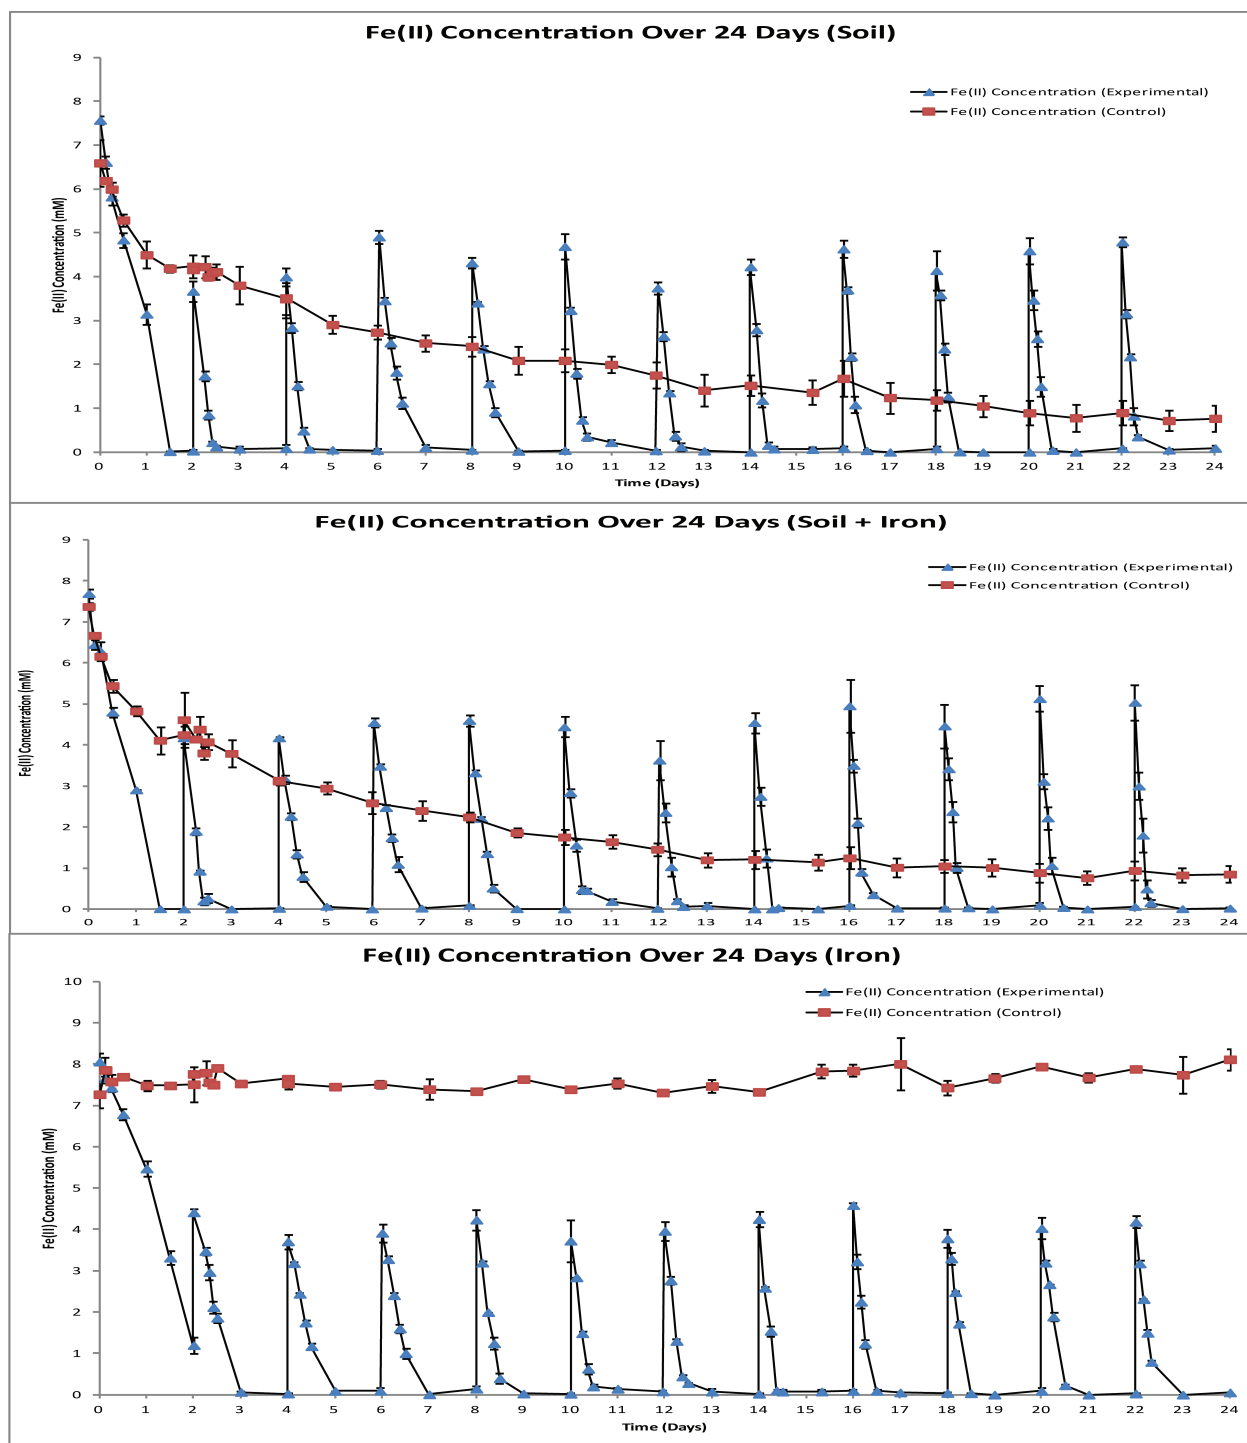 Fe(II) Concentration Over 24 Days (Soil)
Fe(II) Concentration (mM)
9
8
7
6
5
4
3
2
1
0
Fe(II) Concentration (Experimental)
Fe(II) Concentration (Control)
0 1 2 3 4 5 6 7 8 9 10 11 12 13 14 15 16 17 18 19 20 21 22 23 24
Time (Days)
Fe(II) Concentration Over 24 Days (Soil + Iron)
Fe(II) Concentration (mM)
9
8
7
6
5
4
3
2
1
0
Fe(II) Concentration (Experimental)
Fe(II) Concentration (Control)
0 1 2 3 4 5 6 7 8 9 10 11 12 13 14 15 16 17 18 19 20 21 22 23 24
Fe(II) Concentration Over 24 Days (Iron)
Fe(II) Concentration (mM)
10
9
8
7
6
5
4
3
2
1
0
Fe(II) Concentration (Experimental)
Fe(II) Concentration (Control)
0 1 2 3 4 5 6 7 8 9 10 11 12 13 14 15 16 17 18 19 20 21 22 23 24
Time (Days)